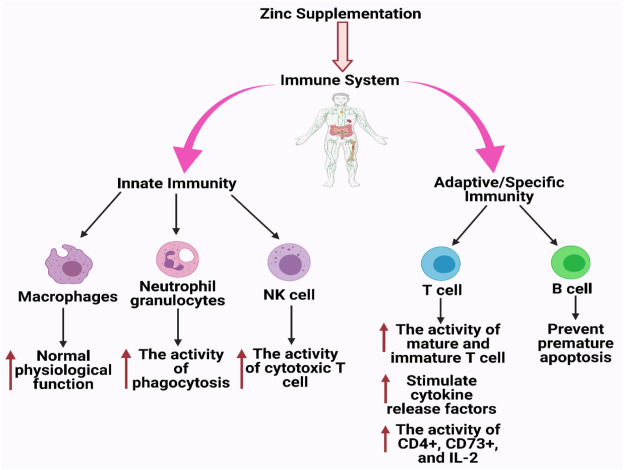 Zinc Supplementation
Immune System
Innate Immunity
Adaptive/Specific
Immunity
Macrophages
Neutrophil
granulocytes
NK cell
T cell
B cell
Normal
physiological
function
The activity
of
phagocytosis
The activity
of cytotoxic T
cell
The activity of
mature and
immature T cell
Stimulate
cytokine
release factors
The activity of
CD4+, CD73+,
and IL-2
Prevent
premature
apoptosis